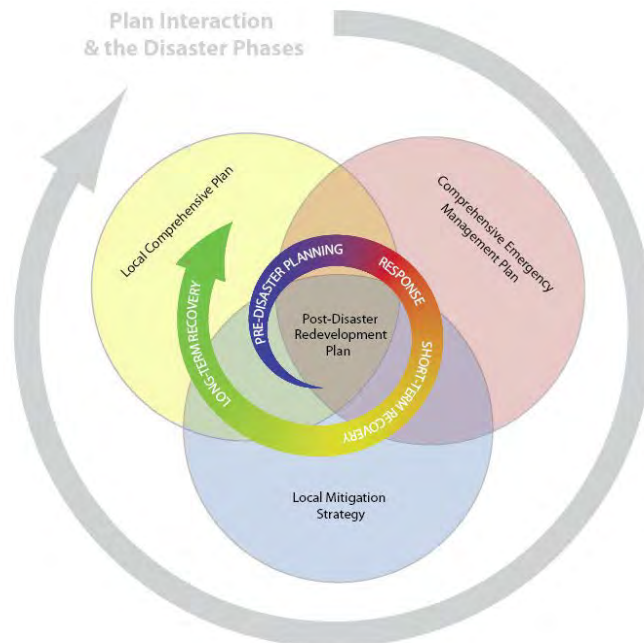 Plan Interaction
& the Disaster Phases
Local Comprehensive Plan
Comprehensive Emergency
Management Plan
PRE-DISASTER PLANNING
RESPONSE
SHORT-TERM RECOVERY
LONG-TERM RECOVERY
Post-Disaster
Redevelopment
Plan
Local Mitigation
Strategy